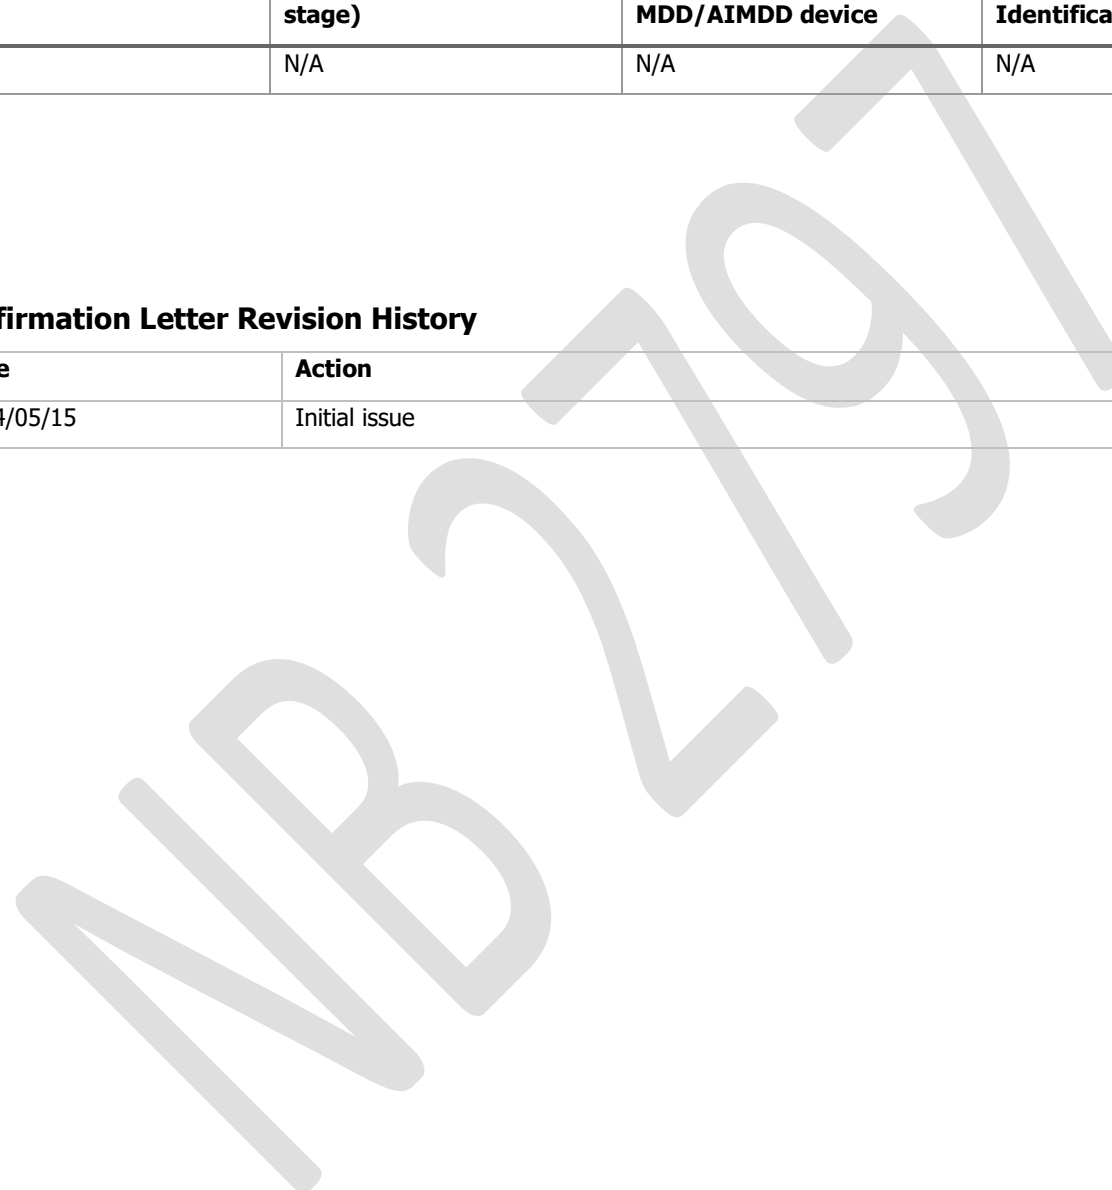 stage) MDD/AIMDD device Identifica
N/A N/A N/A
firmation Letter Revision History
e Action
4/05/15 Initial issue
NB 2797